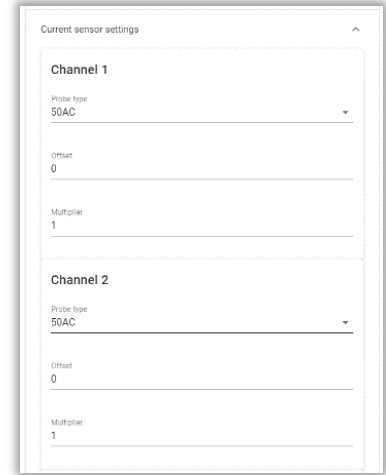 Current sensor settings
Channel 1
Probe type
50AC
Offset
0
Multiplier
1
Channel 2
Probe type
50AC
Offset
0
Multiplier
1